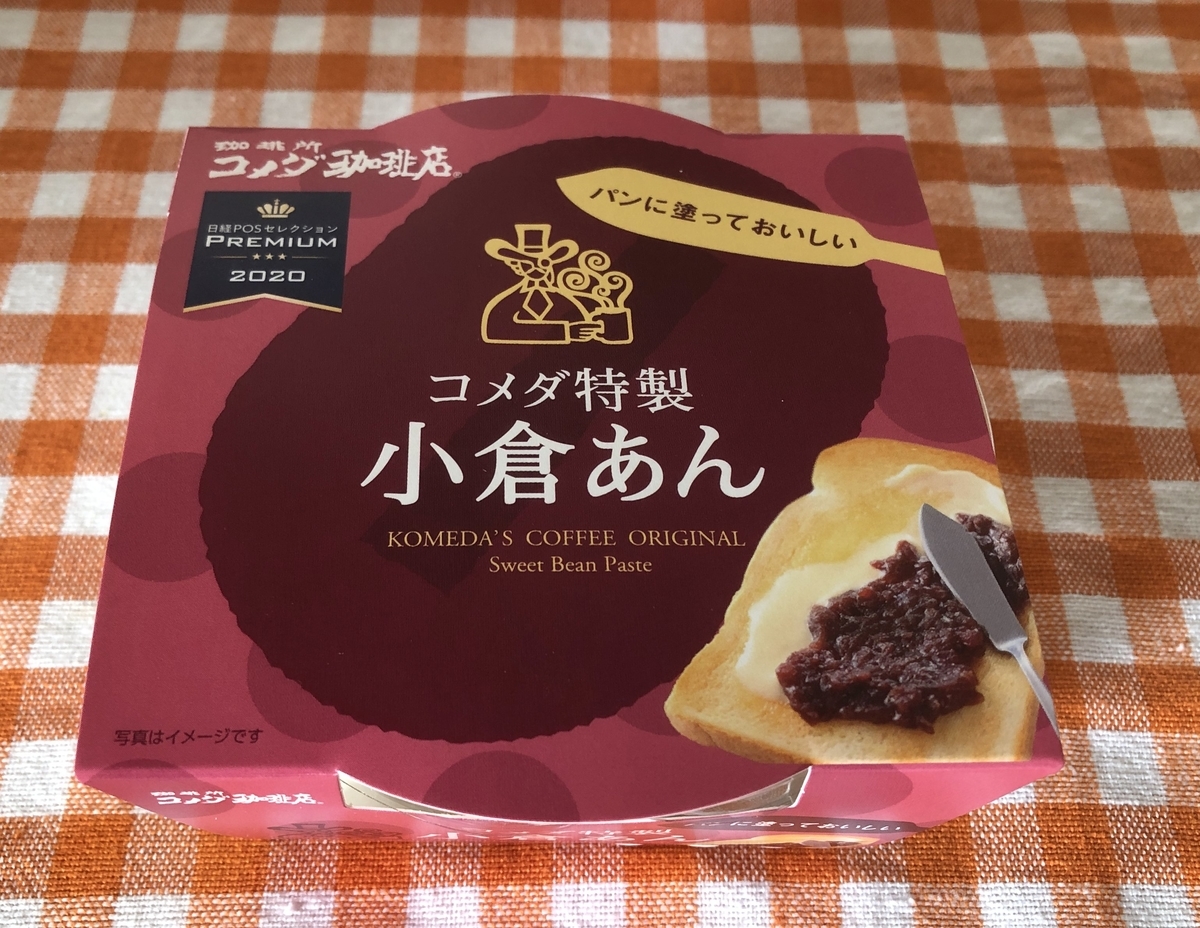 珈琲所
コメダ珈琲店®
日経POSセレクション
PREMIUM
2020
パンに塗っておいしい
コメダ特製
小倉あん
KOMEDA'S COFFEE ORIGINAL
Sweet Bean Paste
写真はイメージです
珈琲所
コメダ珈琲店®